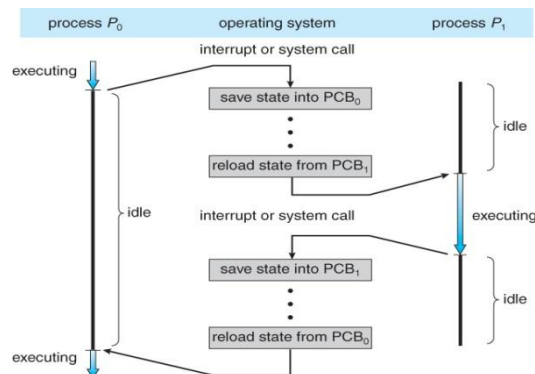 process P0 operating system process P1
interrupt or system call
executing
save state into PCB0
idle
reload state from PCB1
idle
interrupt or system call
executing
save state into PCB1
idle
reload state from PCB0
executing